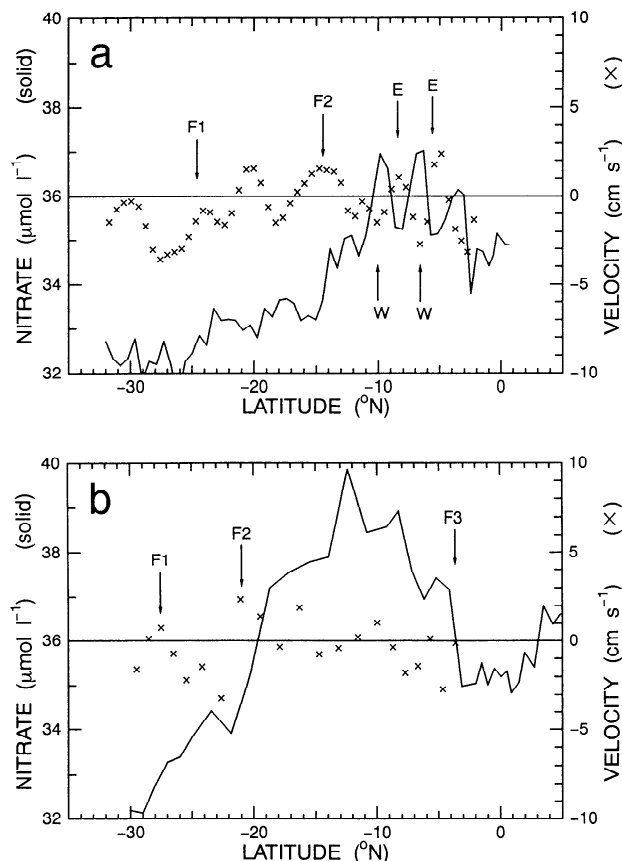 a
NITRATE (μmol l⁻¹) (solid)
40
38
36
34
32
10
5
0
−5
−10
VELOCITY (cm s⁻¹) (×)
F1
F2
E
E
W
W
−30
−20
−10
0
LATITUDE (°N)
b
NITRATE (μmol l⁻¹) (solid)
40
38
36
34
32
10
5
0
−5
−10
VELOCITY (cm s⁻¹) (×)
F1
F2
F3
−30
−20
−10
0
LATITUDE (°N)